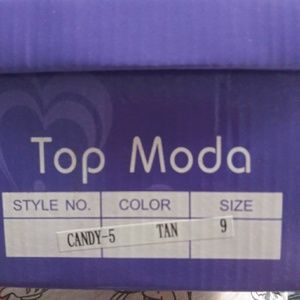 Top Moda
STYLE NO. COLOR SIZE
CANDY-5 TAN 9